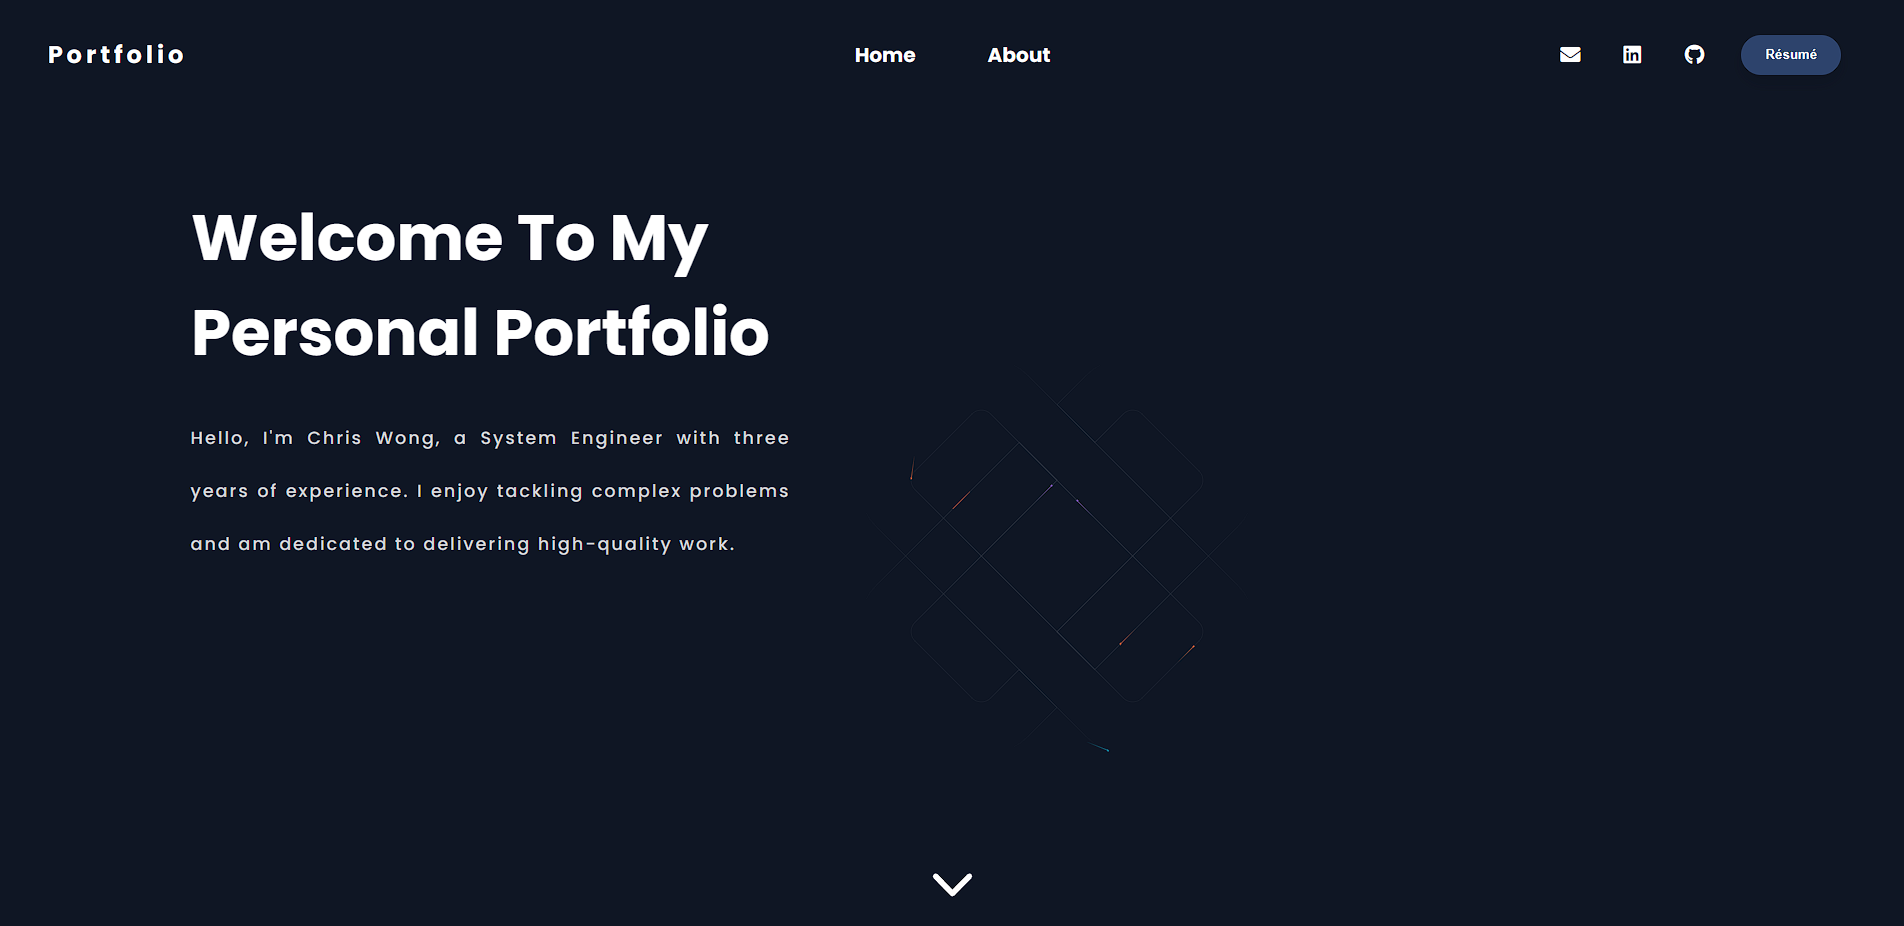 Portfolio
Home
About
Résumé
Welcome To My
Personal Portfolio
Hello, I'm Chris Wong, a System Engineer with three
years of experience. I enjoy tackling complex problems
and am dedicated to delivering high-quality work.